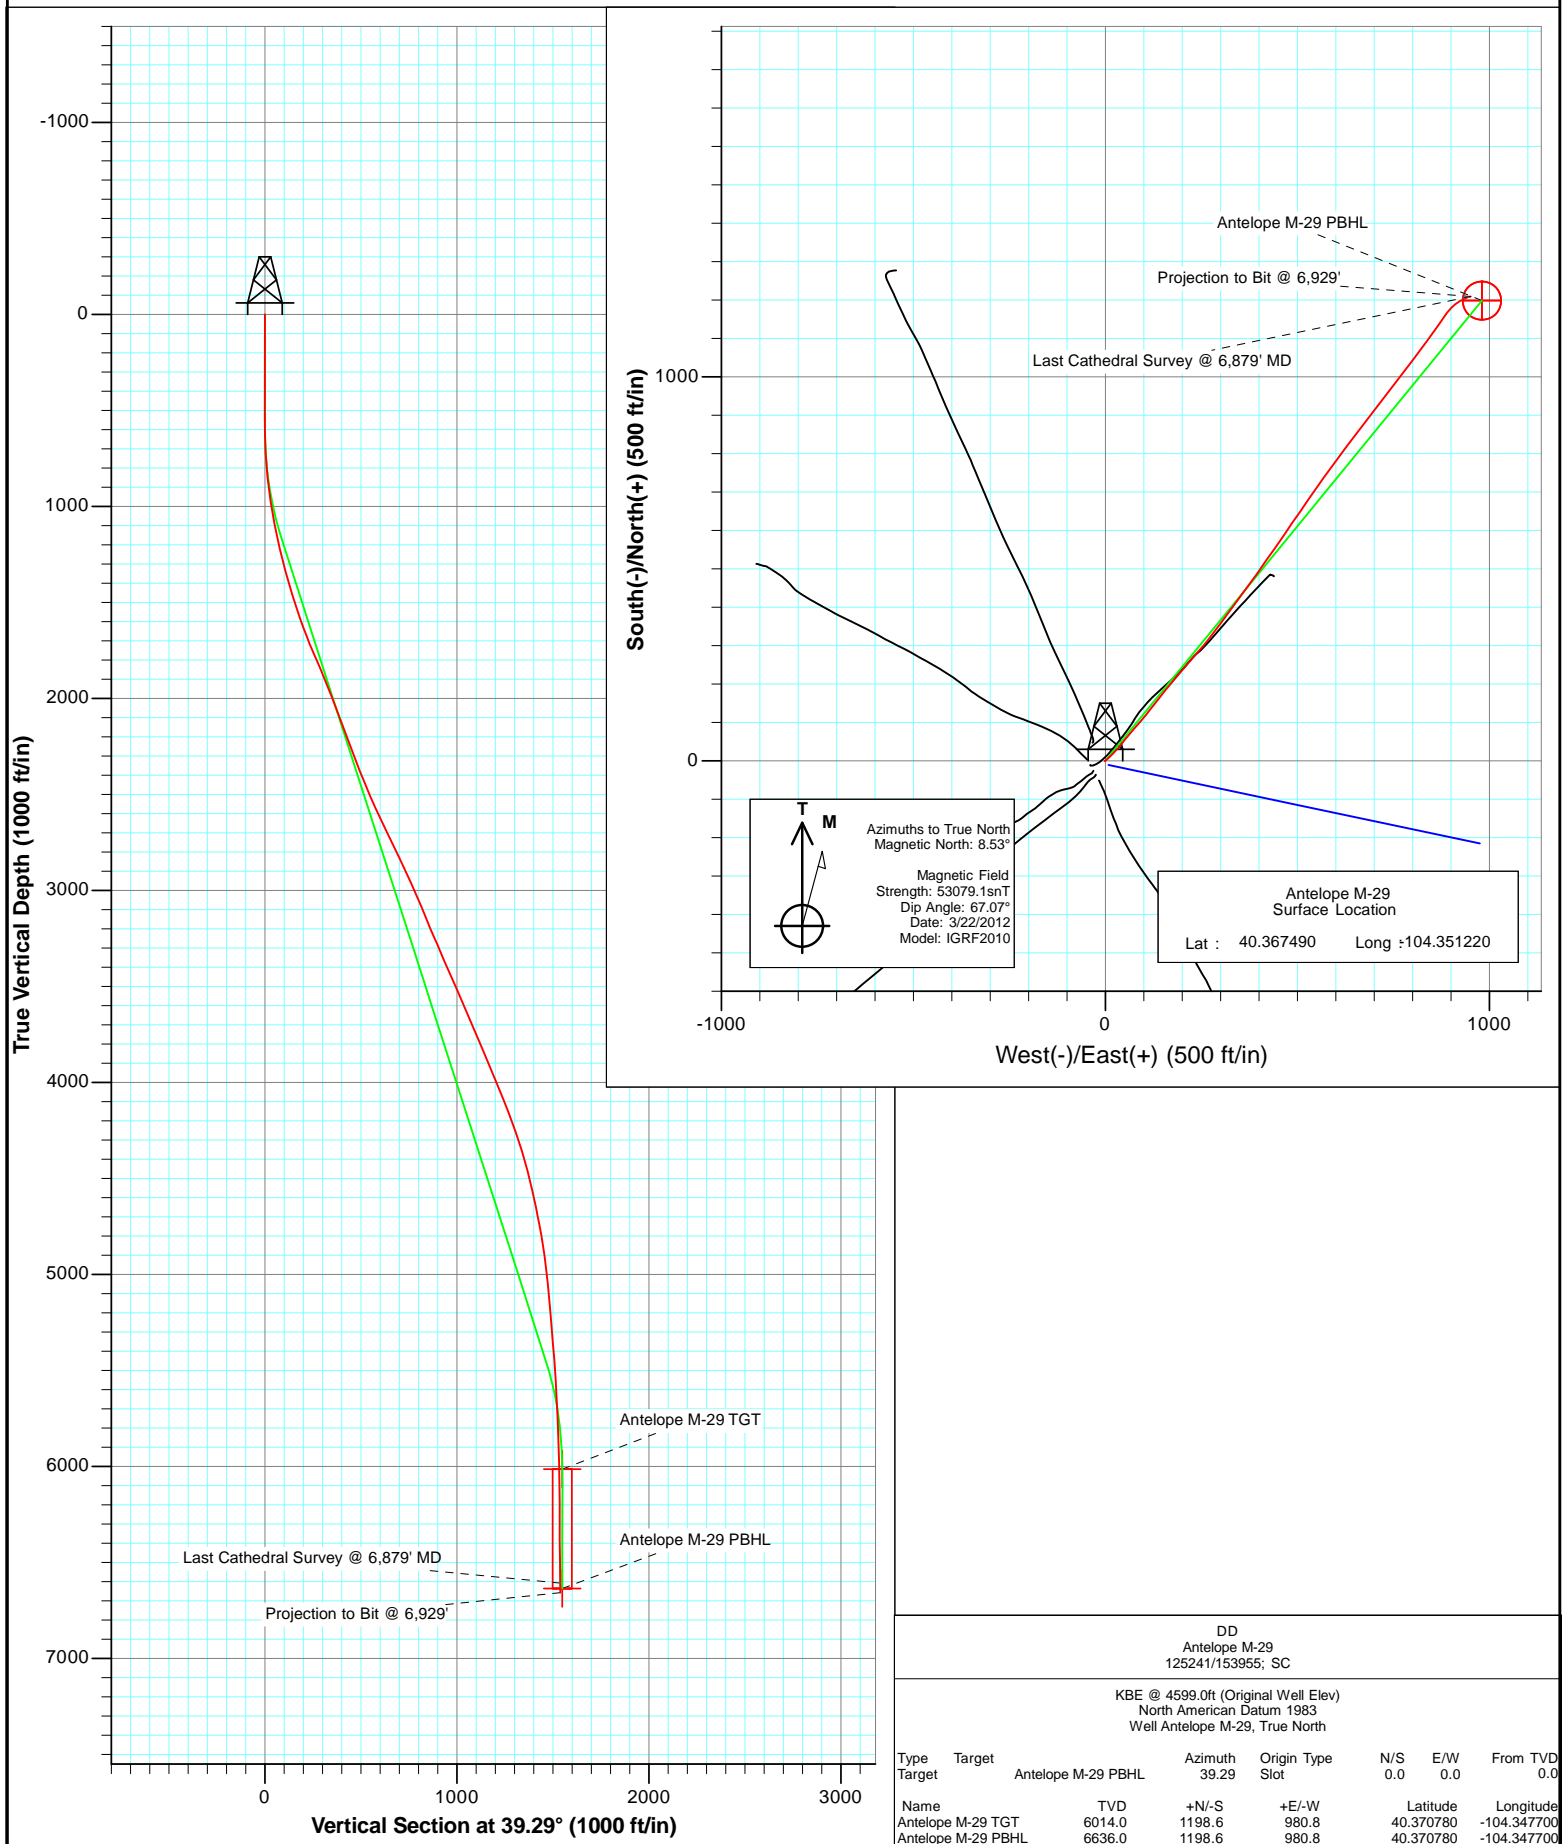 -1000
0
1000
2000
3000
4000
5000
6000
7000
True Vertical Depth (1000 ft/in)
0
1000
2000
3000
Vertical Section at 39.29° (1000 ft/in)
Antelope M-29 TGT
Antelope M-29 PBHL
Last Cathedral Survey @ 6,879' MD
Projection to Bit @ 6,929'
South(-)/North(+) (500 ft/in)
1000
0
-1000
0
1000
West(-)/East(+) (500 ft/in)
Antelope M-29 PBHL
Projection to Bit @ 6,929'
Last Cathedral Survey @ 6,879' MD
T
M
Azimuths to True North
Magnetic North: 8.53°
Magnetic Field
Strength: 53079.1snT
Dip Angle: 67.07°
Date: 3/22/2012
Model: IGRF2010
Antelope M-29
Surface Location
Lat : 40.367490 Long :-104.351220
DD
Antelope M-29
125241/153955; SC
KBE @ 4599.0ft (Original Well Elev)
North American Datum 1983
Well Antelope M-29, True North
Type Target Azimuth Origin Type N/S E/W From TVD
Target Antelope M-29 PBHL 39.29 Slot 0.0 0.0 0.0
Name TVD +N/-S +E/-W Latitude Longitude
Antelope M-29 TGT 6014.0 1198.6 980.8 40.370780 -104.347700
Antelope M-29 PBHL 6636.0 1198.6 980.8 40.370780 -104.347700